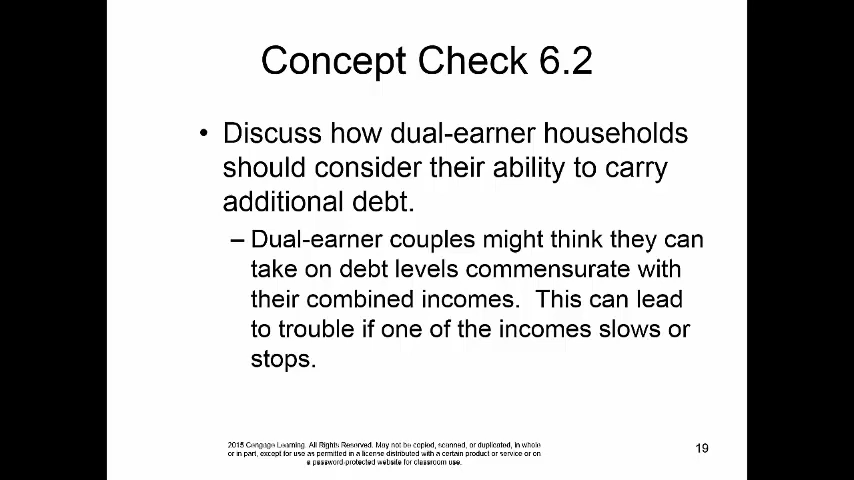 Concept Check 6.2
• Discuss how dual-earner households
should consider their ability to carry
additional debt.
– Dual-earner couples might think they can
take on debt levels commensurate with
their combined incomes.  This can lead
to trouble if one of the incomes slows or
stops.
2015 Cengage Learning. All Rights Reserved. May not be copied, scanned, or duplicated, in whole
or in part, except for use as permitted in a license distributed with a certain product or service or on
a password-protected website for classroom use.
19